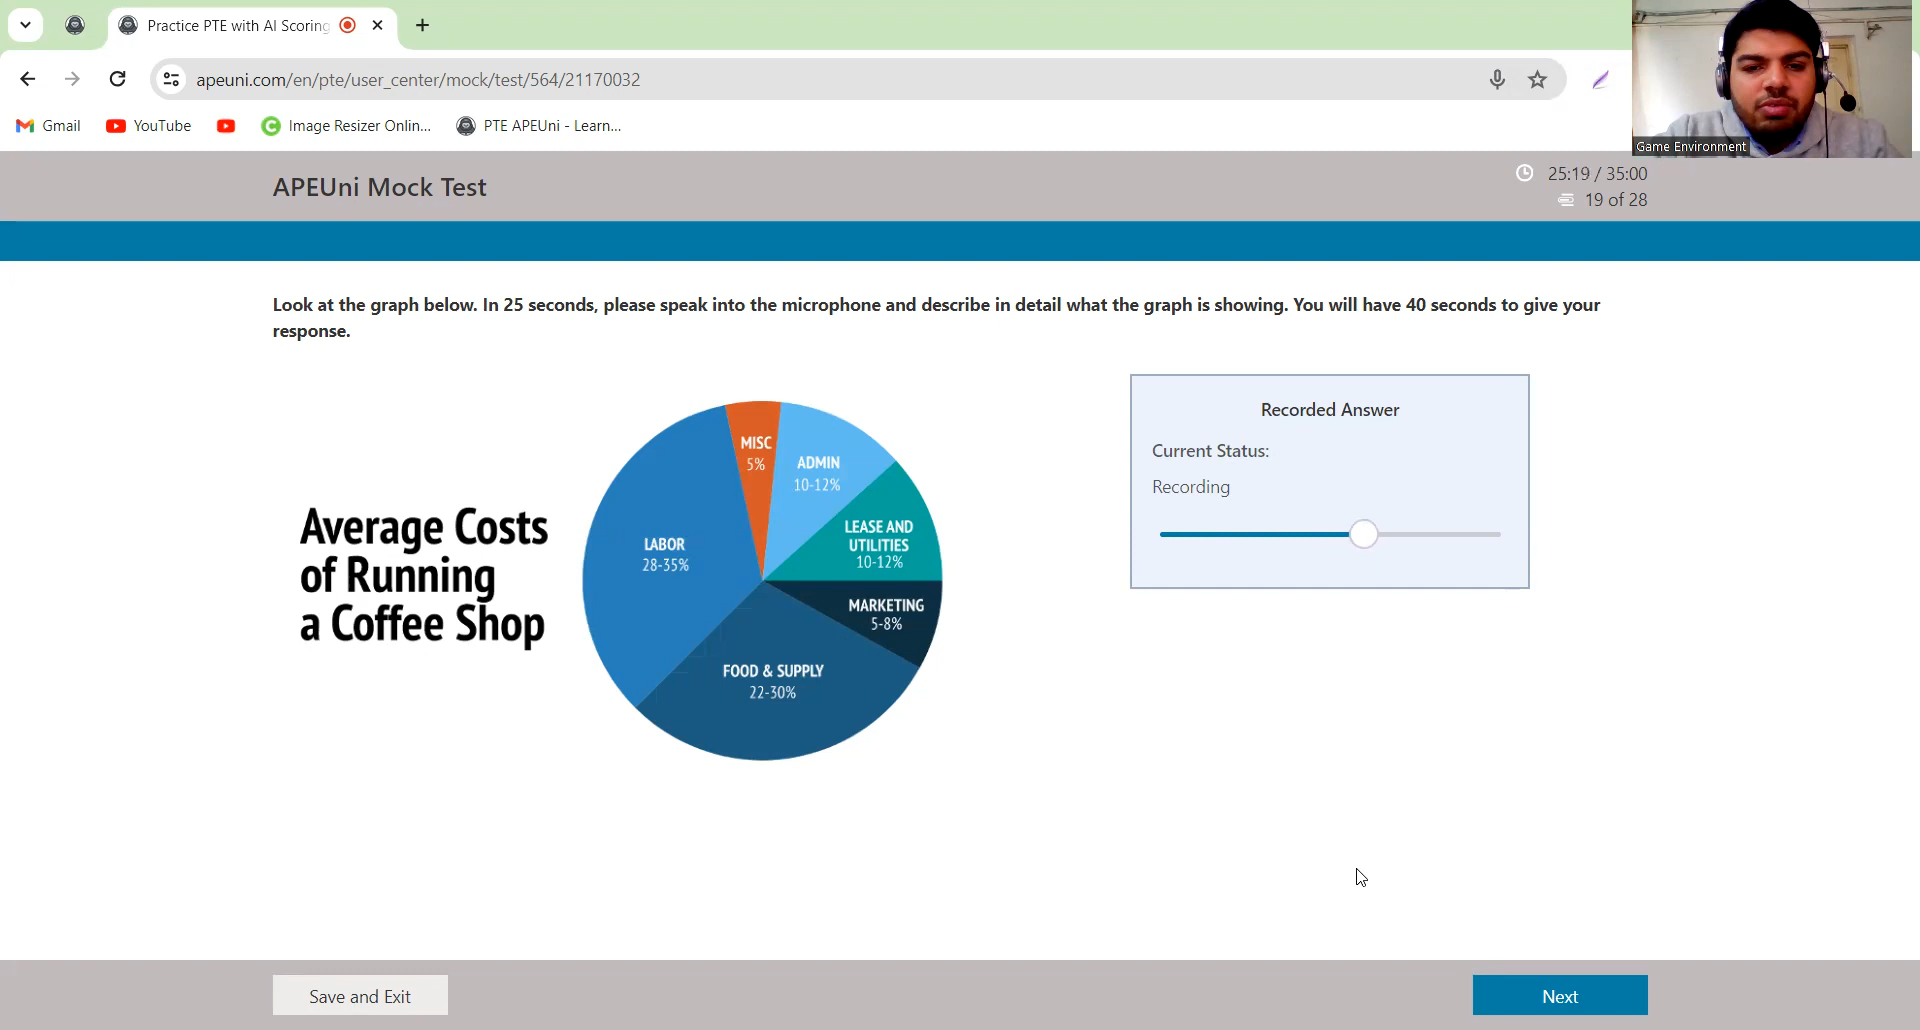 Practice PTE with AI Scoring
apeuni.com/en/pte/user_center/mock/test/564/21170032
Gmail
YouTube
Image Resizer Onlin...
PTE APEUni - Learn...
Game Environment
APEUni Mock Test
25:19 / 35:00
19 of 28
Look at the graph below. In 25 seconds, please speak into the microphone and describe in detail what the graph is showing. You will have 40 seconds to give your
response.
Average Costs
of Running
a Coffee Shop
MISC
5%
ADMIN
10-12%
LEASE AND
UTILITIES
10-12%
MARKETING
5-8%
FOOD & SUPPLY
22-30%
LABOR
28-35%
Recorded Answer
Current Status:
Recording
Save and Exit
Next